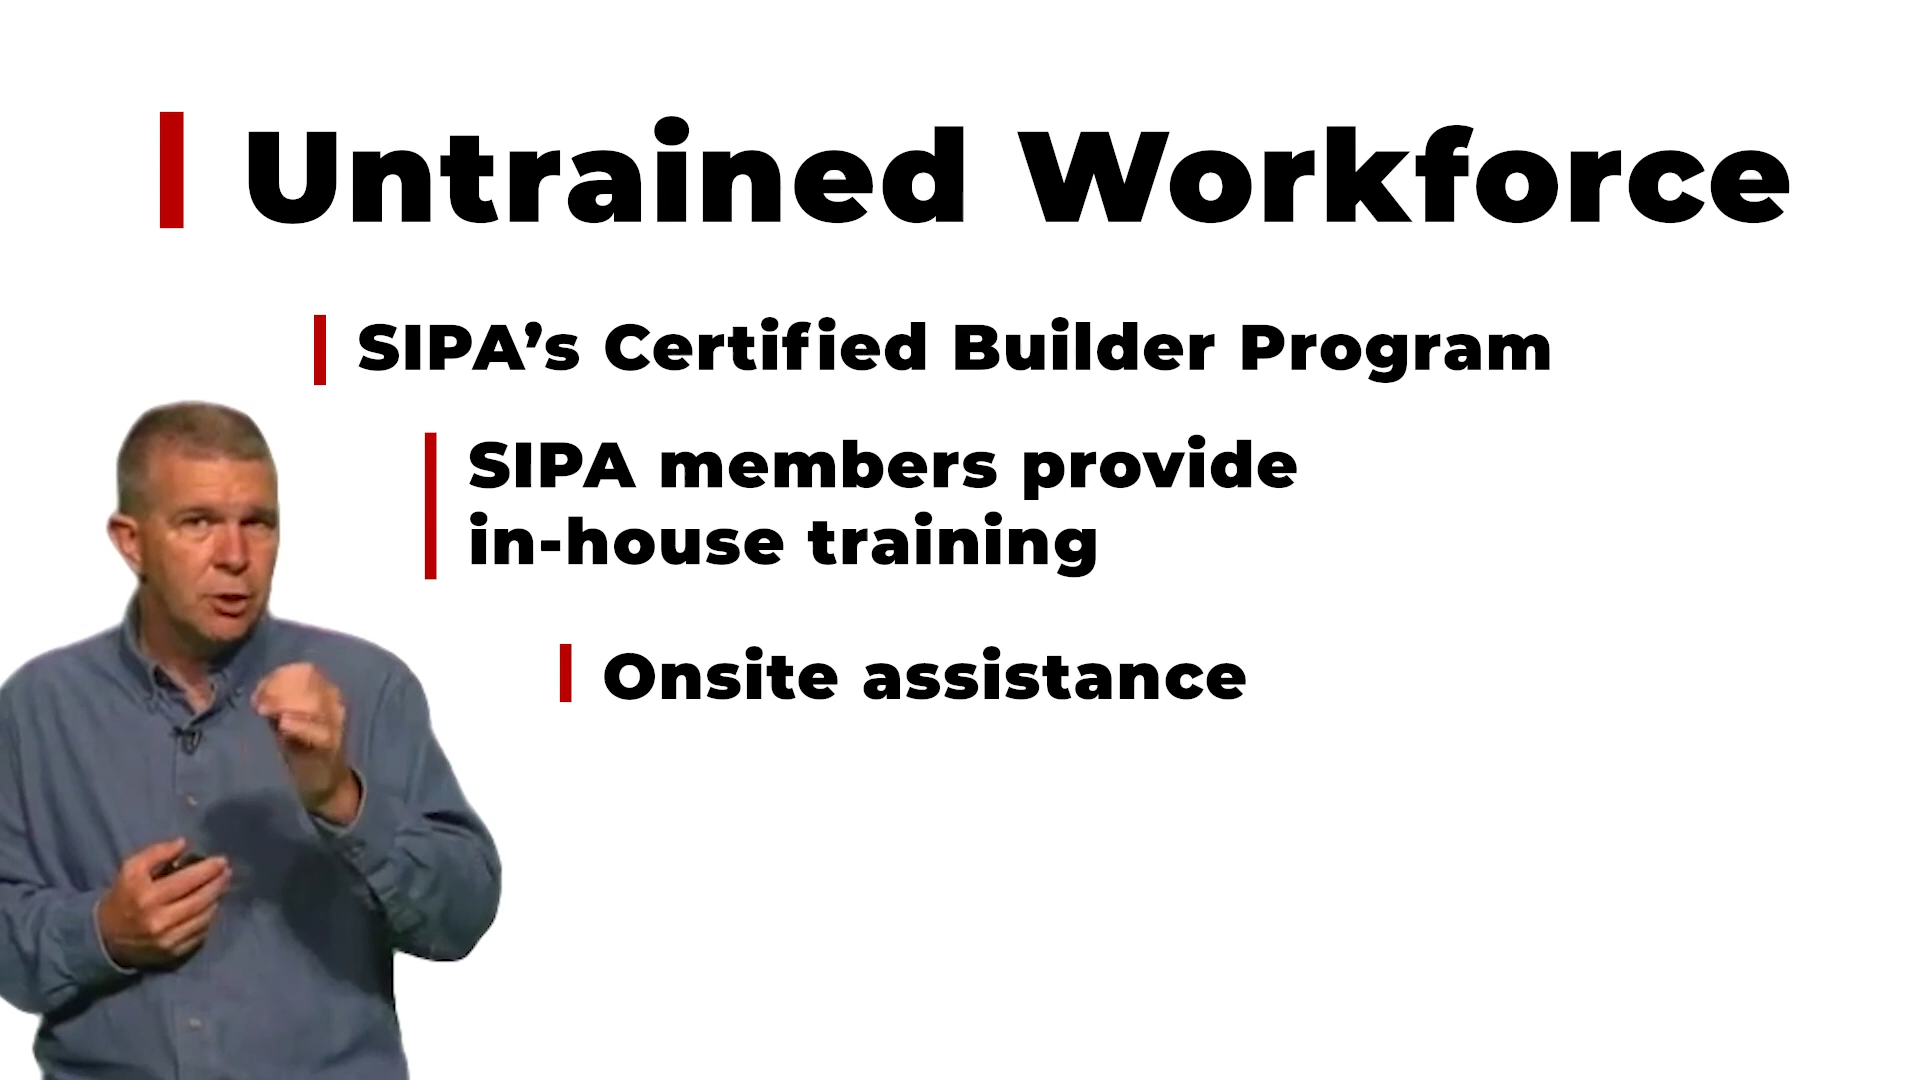 Untrained Workforce
SIPA’s Certified Builder Program
SIPA members provide
in-house training
Onsite assistance